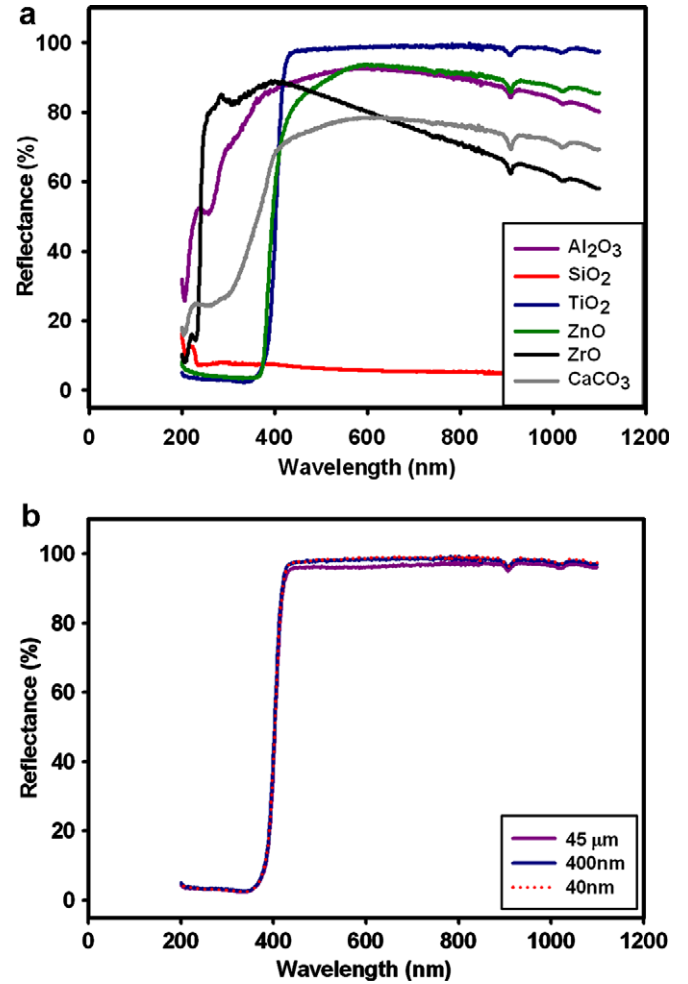 a
100
80
60
40
20
0
Reflectance (%)
Al₂O₃
SiO₂
TiO₂
ZnO
ZrO
CaCO₃
0 200 400 600 800 1000 1200
Wavelength (nm)
b
100
80
60
40
20
0
Reflectance (%)
45 μm
400nm
40nm
0 200 400 600 800 1000 1200
Wavelength (nm)